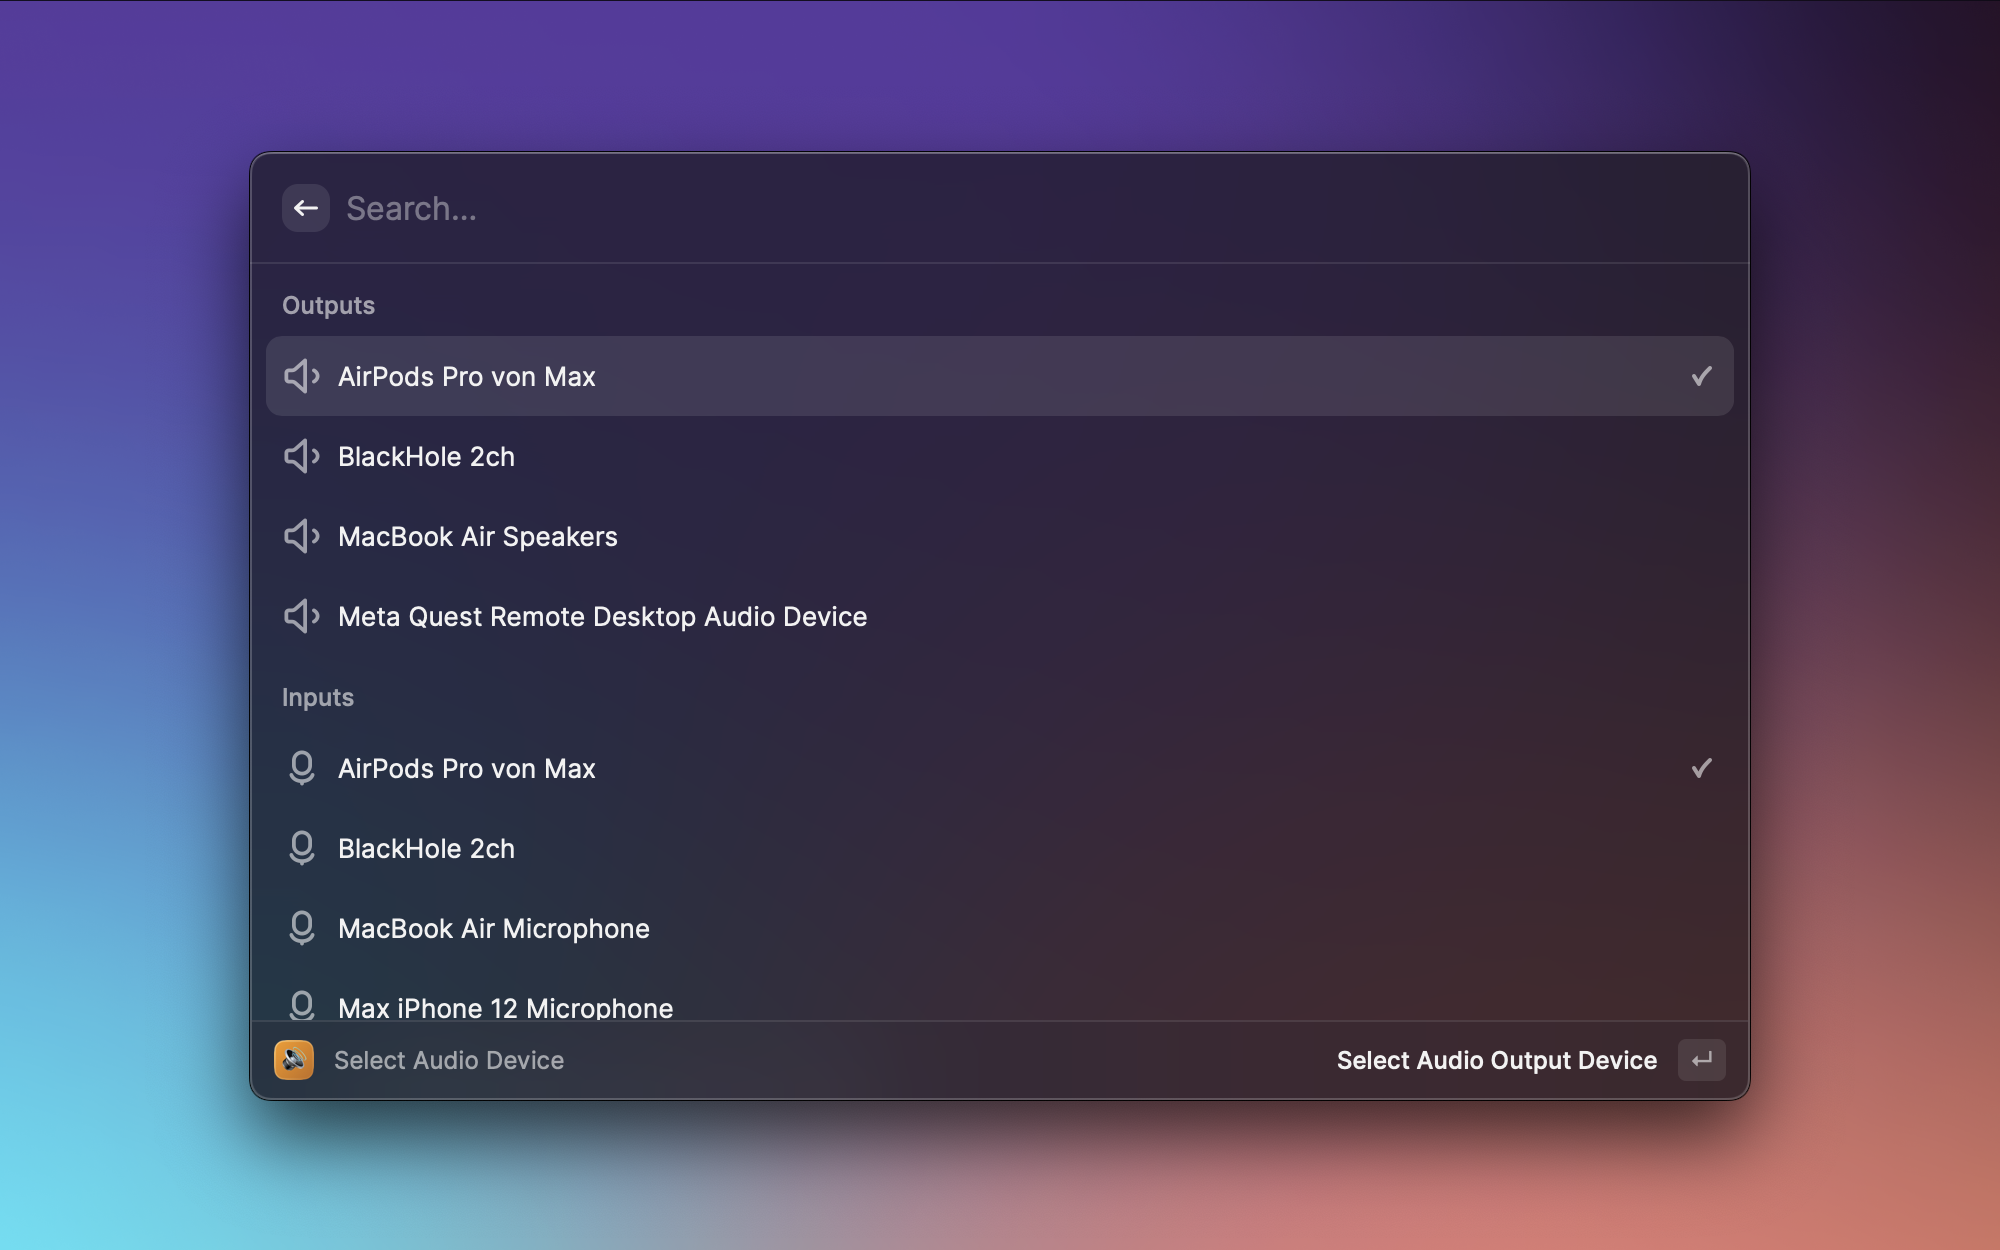 Search...
Outputs
AirPods Pro von Max
BlackHole 2ch
MacBook Air Speakers
Meta Quest Remote Desktop Audio Device
Inputs
AirPods Pro von Max
BlackHole 2ch
MacBook Air Microphone
Max iPhone 12 Microphone
Select Audio Device
Select Audio Output Device